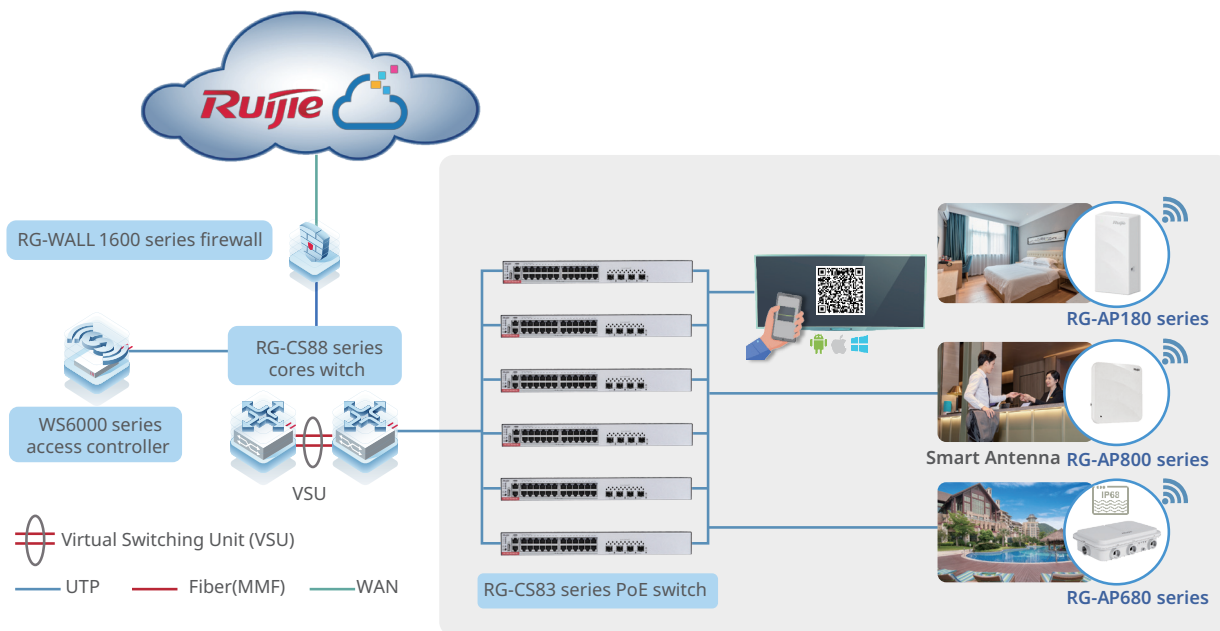 Ruijie
RG-WALL 1600 series firewall
RG-CS88 series
cores witch
WS6000 series
access controller
VSU
Virtual Switching Unit (VSU)
UTP
Fiber(MMF)
WAN
RG-CS83 series PoE switch
RG-AP180 series
Smart Antenna
RG-AP800 series
IP68
RG-AP680 series